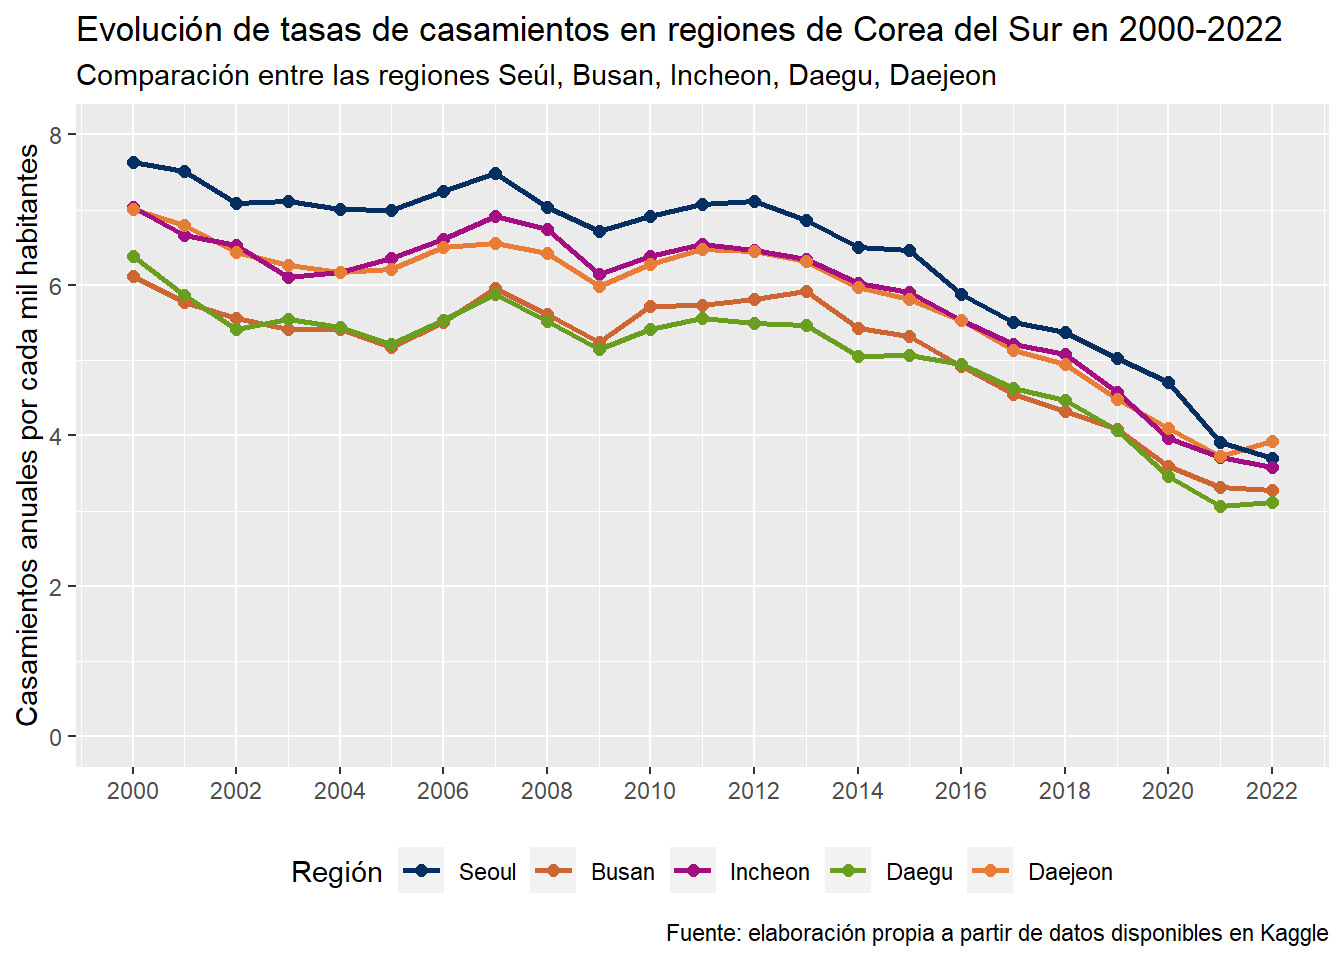 Evolución de tasas de casamientos en regiones de Corea del Sur en 2000-2022
Comparación entre las regiones Seúl, Busan, Incheon, Daegu, Daejeon
Casamientos anuales por cada mil habitantes
8
6
4
2
0
2000 2002 2004 2006 2008 2010 2012 2014 2016 2018 2020 2022
Región Seoul Busan Incheon Daegu Daejeon
Fuente: elaboración propia a partir de datos disponibles en Kaggle